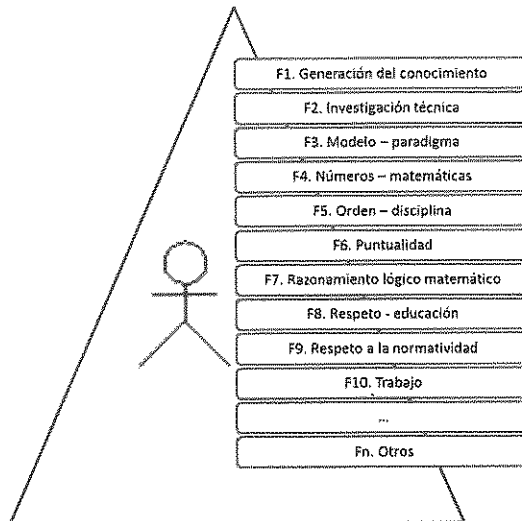 F1. Generación del conocimiento
F2. Investigación técnica
F3. Modelo – paradigma
F4. Números – matemáticas
F5. Orden – disciplina
F6. Puntualidad
F7. Razonamiento lógico matemático
F8. Respeto - educación
F9. Respeto a la normatividad
F10. Trabajo
...
Fn. Otros